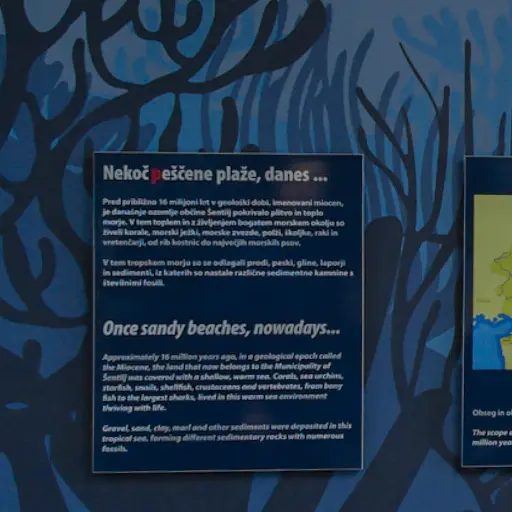 Nekoč peščene plaže, danes ...
Pred približno 16 milijoni let v geološki dobi, imenovani miocen,
je današnje ozemlje občine Šentilj pokrivalo plitvo in toplo
morje. V tem toplem in z življenjem bogatem morskem okolju so
živeli korale, morski ježki, morske zvezde, polži, školjke, raki in
vretenčarji, od rib kostnic do največjih morskih psov.
V tem tropskem morju so se odlagali prodi, peski, gline, laporji
in sedimenti, iz katerih so nastale različne sedimentne kamnine s
številnimi fosili.
Once sandy beaches, nowadays...
Approximately 16 million years ago, in a geological epoch called
the Miocene, the land that now belongs to the Municipality of
Šentilj was covered with a shallow, warm sea. Corals, sea urchins,
starfish, snails, shellfish, crustaceans and vertebrates, from bony
fish to the largest sharks, lived in this warm sea environment
thriving with life.
Gravel, sand, clay, marl and other sediments were deposited in this
tropical sea, forming different sedimentary rocks with numerous
fossils.
Obseg in
The scope
million